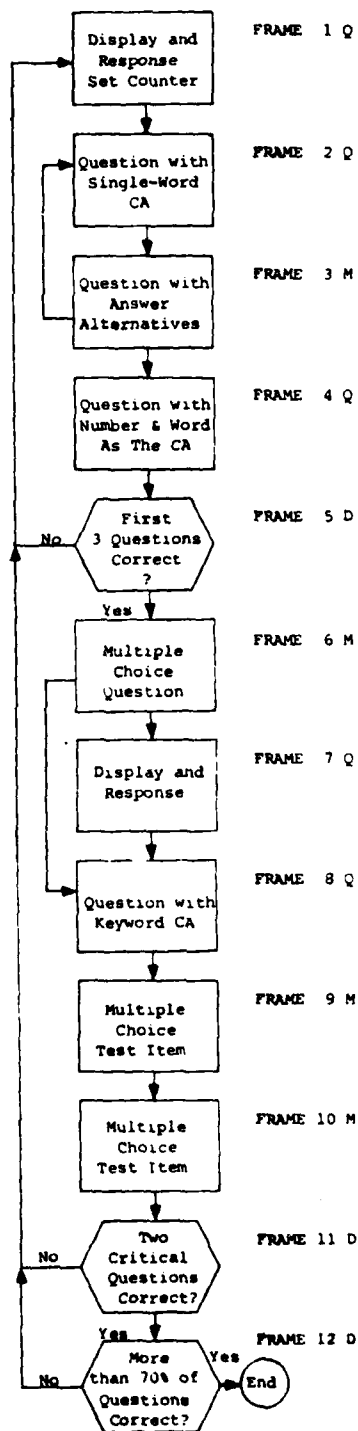 Display and
Response
Set Counter
FRAME 1 Q
Question with
Single-Word
CA
FRAME 2 Q
Question with
Answer
Alternatives
FRAME 3 M
Question with
Number & Word
As The CA
FRAME 4 Q
First
3 Questions
Correct
?
FRAME 5 D
No
Yes
Multiple
Choice
Question
FRAME 6 M
Display and
Response
FRAME 7 Q
Question with
Keyword CA
FRAME 8 Q
Multiple
Choice
Test Item
FRAME 9 M
Multiple
Choice
Test Item
FRAME 10 M
Two
Critical
Questions
Correct?
FRAME 11 D
No
Yes
More
than 70% of
Questions
Correct?
FRAME 12 D
No
Yes
End